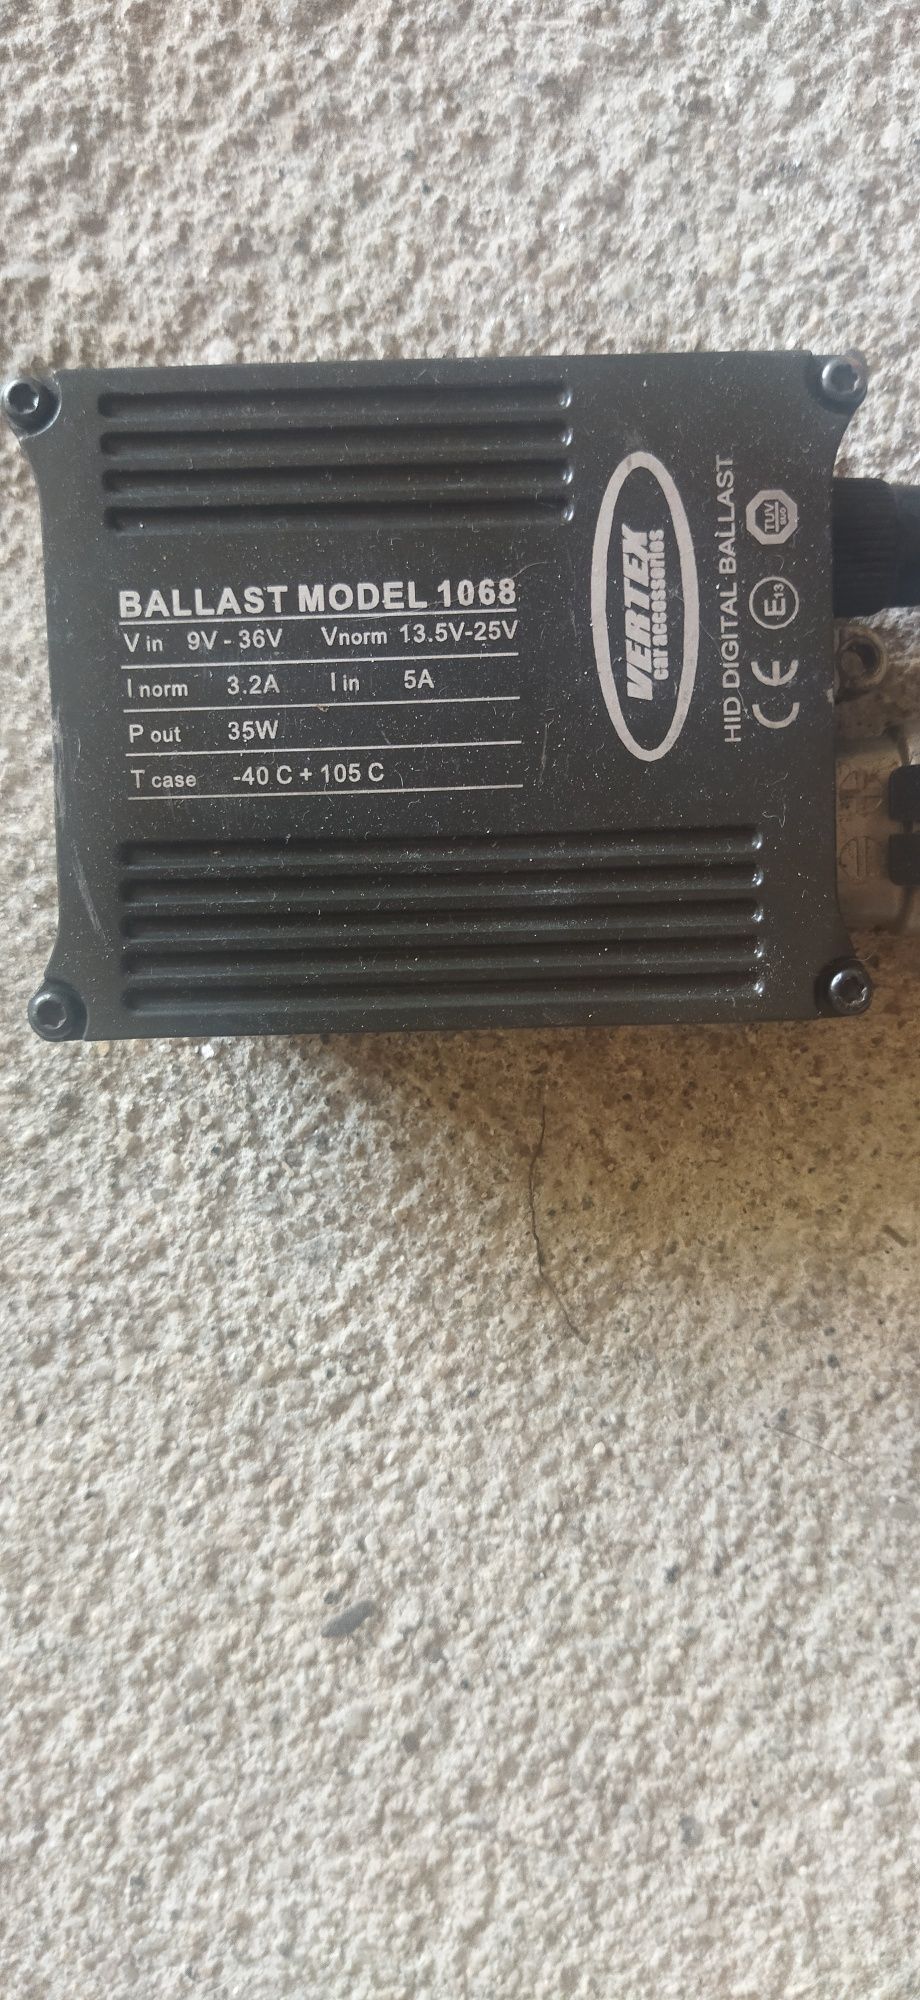 BALLAST MODEL 1068
V in 9V - 36V Vnorm 13.5V-25V
I norm 3.2A I in 5A
P out 35W
T case -40 C + 105 C
VERTEX
car accessories
HID DIGITAL BALLAST
CE E13 TUV